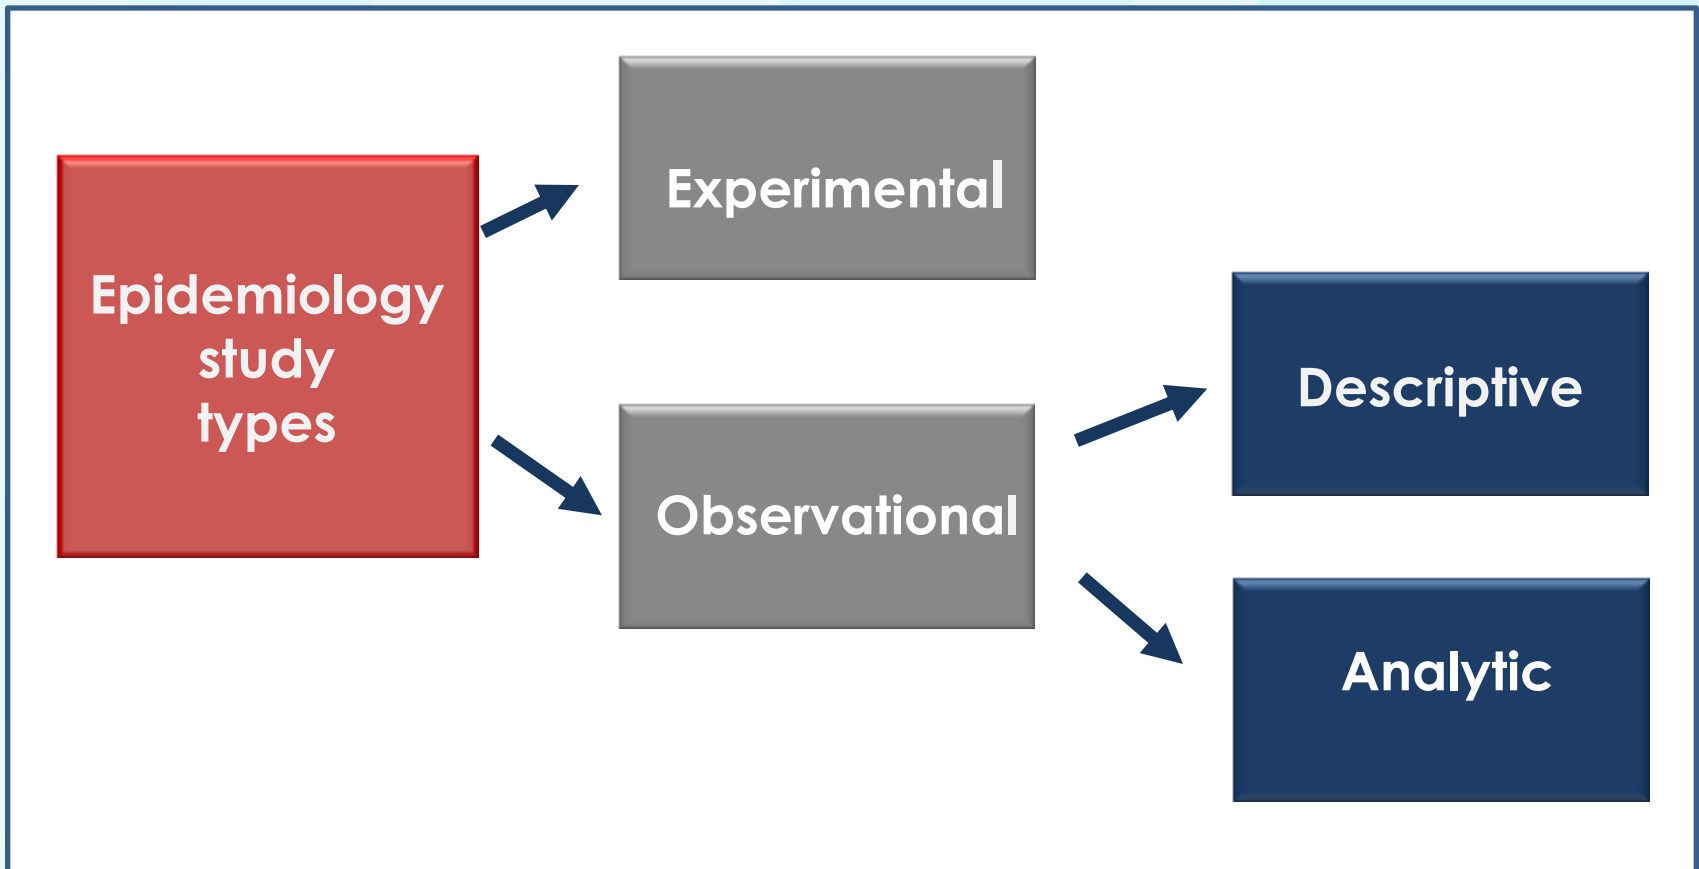 Epidemiology
study
types
Experimental
Observational
Descriptive
Analytic